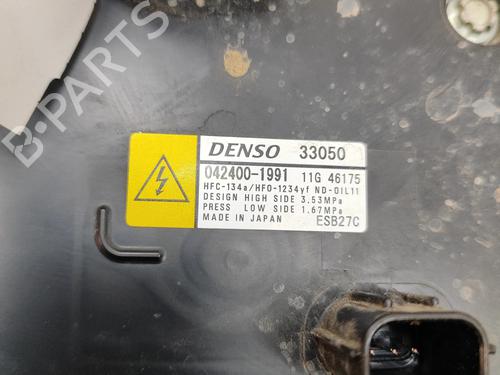 DENSO 33050
042400-1991 11G 46175
HFC-134a/HFO-1234yf ND-OIL11
DESIGN HIGH SIDE 3.53MPa
PRESS LOW SIDE 1.67MPa
MADE IN JAPAN ESB27C
B-PARTS